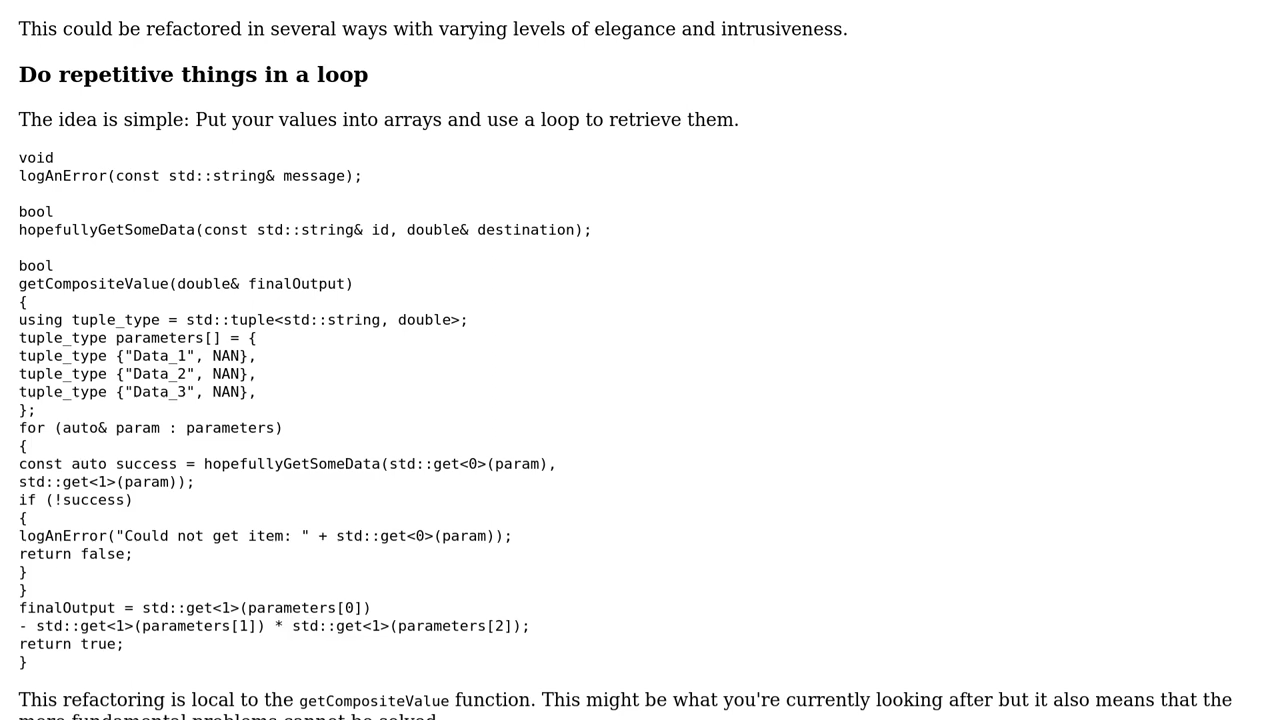 This could be refactored in several ways with varying levels of elegance and intrusiveness.
Do repetitive things in a loop
The idea is simple: Put your values into arrays and use a loop to retrieve them.
void
logAnError(const std::string& message);
bool
hopefullyGetSomeData(const std::string& id, double& destination);
bool
getCompositeValue(double& finalOutput)
{
using tuple_type = std::tuple<std::string, double>;
tuple_type parameters[] = {
tuple_type {"Data_1", NAN},
tuple_type {"Data_2", NAN},
tuple_type {"Data_3", NAN},
};
for (auto& param : parameters)
{
const auto success = hopefullyGetSomeData(std::get<0>(param),
std::get<1>(param));
if (!success)
{
logAnError("Could not get item: " + std::get<0>(param));
return false;
}
}
finalOutput = std::get<1>(parameters[0])
- std::get<1>(parameters[1]) * std::get<1>(parameters[2]);
return true;
}
This refactoring is local to the getCompositeValue function. This might be what you're currently looking after but it also means that the
more fundamental problems cannot be solved